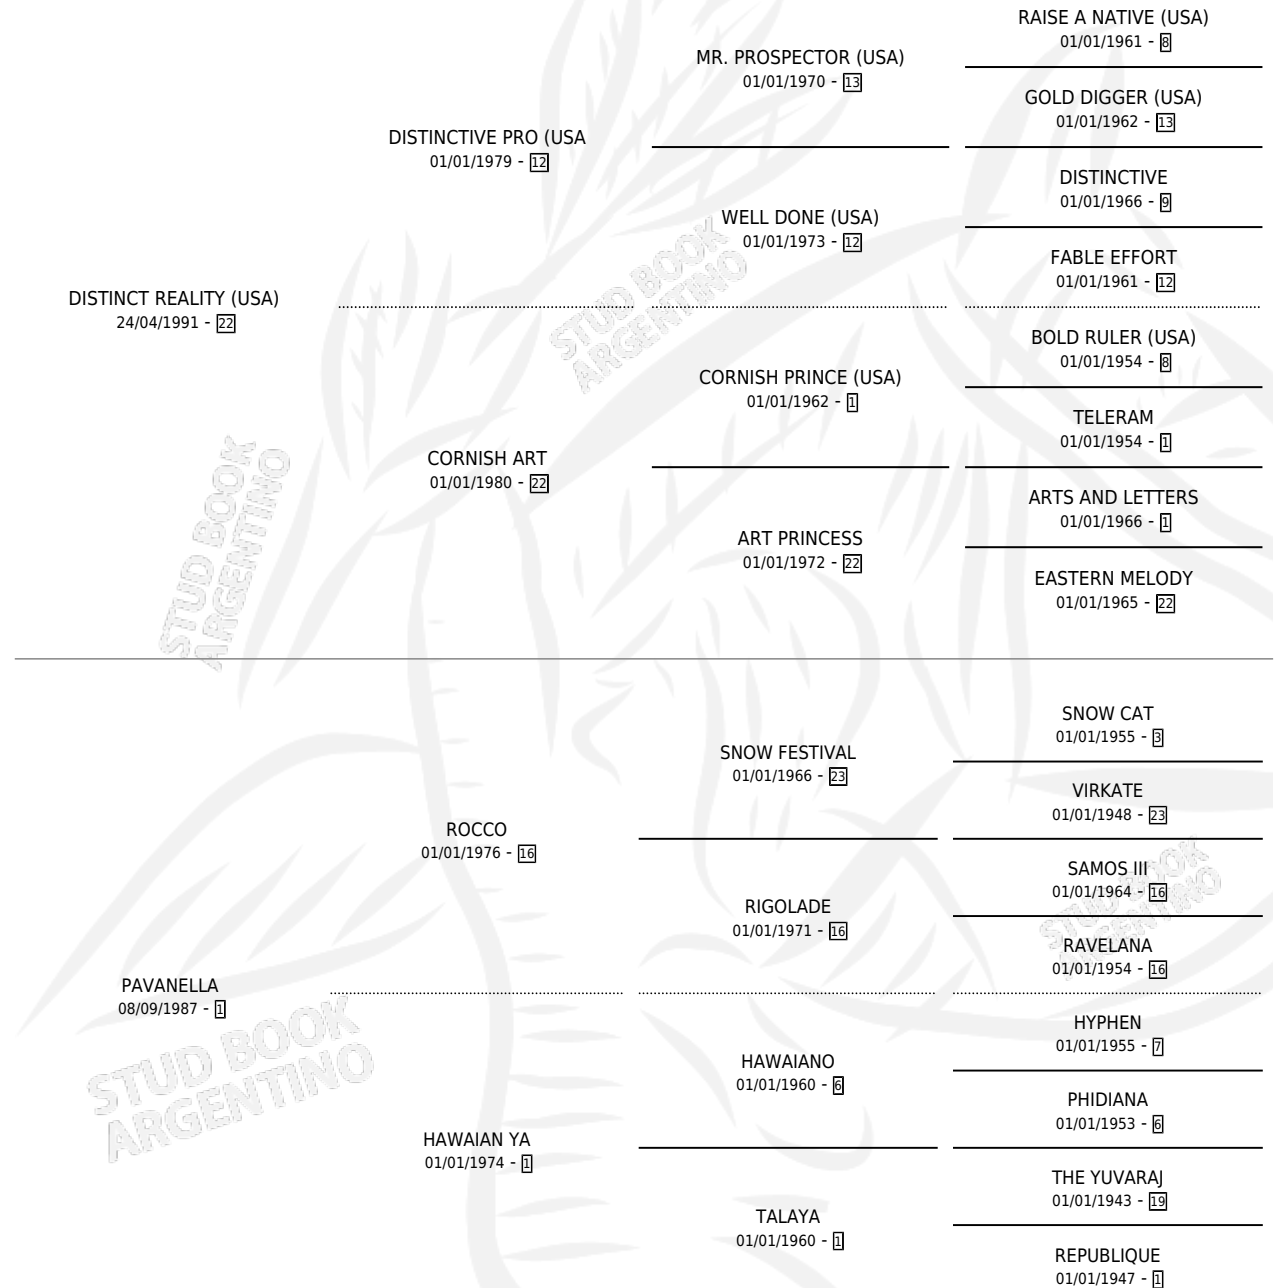 RAISE A NATIVE (USA)
01/01/1961 - 8
MR. PROSPECTOR (USA)
01/01/1970 - 13
GOLD DIGGER (USA)
01/01/1962 - 13
DISTINCTIVE PRO (USA
01/01/1979 - 12
DISTINCTIVE
01/01/1966 - 9
WELL DONE (USA)
01/01/1973 - 12
FABLE EFFORT
01/01/1961 - 12
DISTINCT REALITY (USA)
24/04/1991 - 22
BOLD RULER (USA)
01/01/1954 - 8
CORNISH PRINCE (USA)
01/01/1962 - 1
TELERAM
01/01/1954 - 1
CORNISH ART
01/01/1980 - 22
ARTS AND LETTERS
01/01/1966 - 1
ART PRINCESS
01/01/1972 - 22
EASTERN MELODY
01/01/1965 - 22
STUD BOOK
ARGENTINO
STUD BOOK
ARGENTINO
SNOW CAT
01/01/1955 - 3
SNOW FESTIVAL
01/01/1966 - 23
VIRKATE
01/01/1948 - 23
ROCCO
01/01/1976 - 16
SAMOS III
01/01/1964 - 16
RIGOLADE
01/01/1971 - 16
RAVELANA
01/01/1954 - 16
STUD BOOK
ARGENTINO
PAVANELLA
08/09/1987 - 1
HYPHEN
01/01/1955 - 7
HAWAIANO
01/01/1960 - 6
PHIDIANA
01/01/1953 - 6
STUD BOOK
ARGENTINO
HAWAIAN YA
01/01/1974 - 1
THE YUVARAJ
01/01/1943 - 19
TALAYA
01/01/1960 - 1
REPUBLIQUE
01/01/1947 - 1